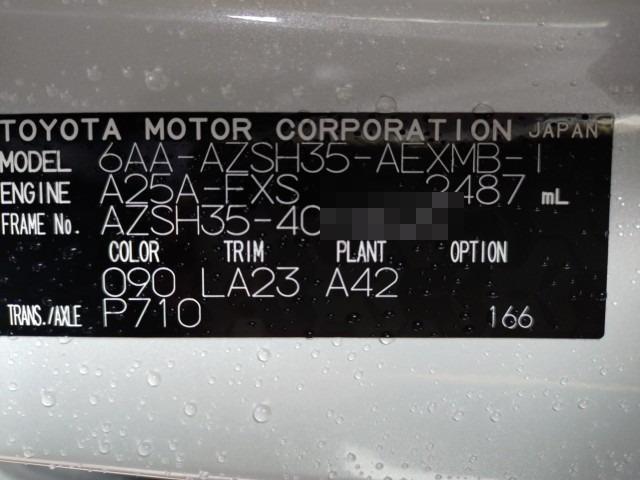 TOYOTA MOTOR CORPORATION JAPAN
MODEL 6AA-AZSH35-AEXMB-I
ENGINE A25A-FXS 2487 mL
FRAME No. AZSH35-40
COLOR TRIM PLANT OPTION
090 LA23 A42
TRANS./AXLE P710 166